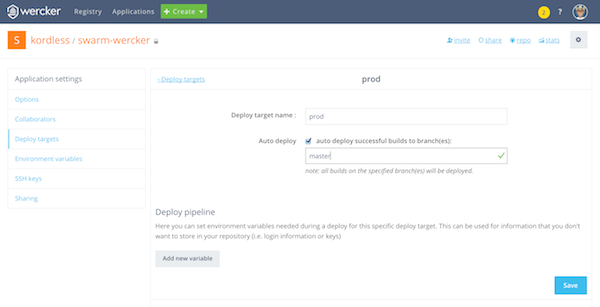 wercker Registry Applications + Create 2 ?
S kordless / swarm-wercker invite share repo stats
Application settings
Options
Collaborators
Deploy targets
Environment variables
SSH keys
Sharing
‹ Deploy targets prod
Deploy target name : prod
Auto deploy auto deploy successful builds to branch(es):
master
note: all builds on the specified branch(es) will be deployed.
Deploy pipeline
Here you can set environment variables needed during a deploy for this specific deploy target. This can be used for information that you don't
want to store in your repository (i.e. login information or keys)
Add new variable
Save